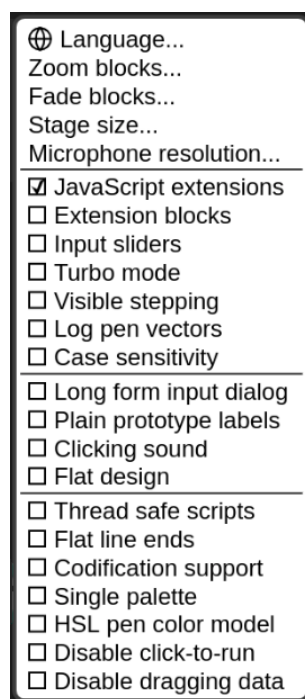 Language...
Zoom blocks...
Fade blocks...
Stage size...
Microphone resolution...
JavaScript extensions
Extension blocks
Input sliders
Turbo mode
Visible stepping
Log pen vectors
Case sensitivity
Long form input dialog
Plain prototype labels
Clicking sound
Flat design
Thread safe scripts
Flat line ends
Codification support
Single palette
HSL pen color model
Disable click-to-run
Disable dragging data